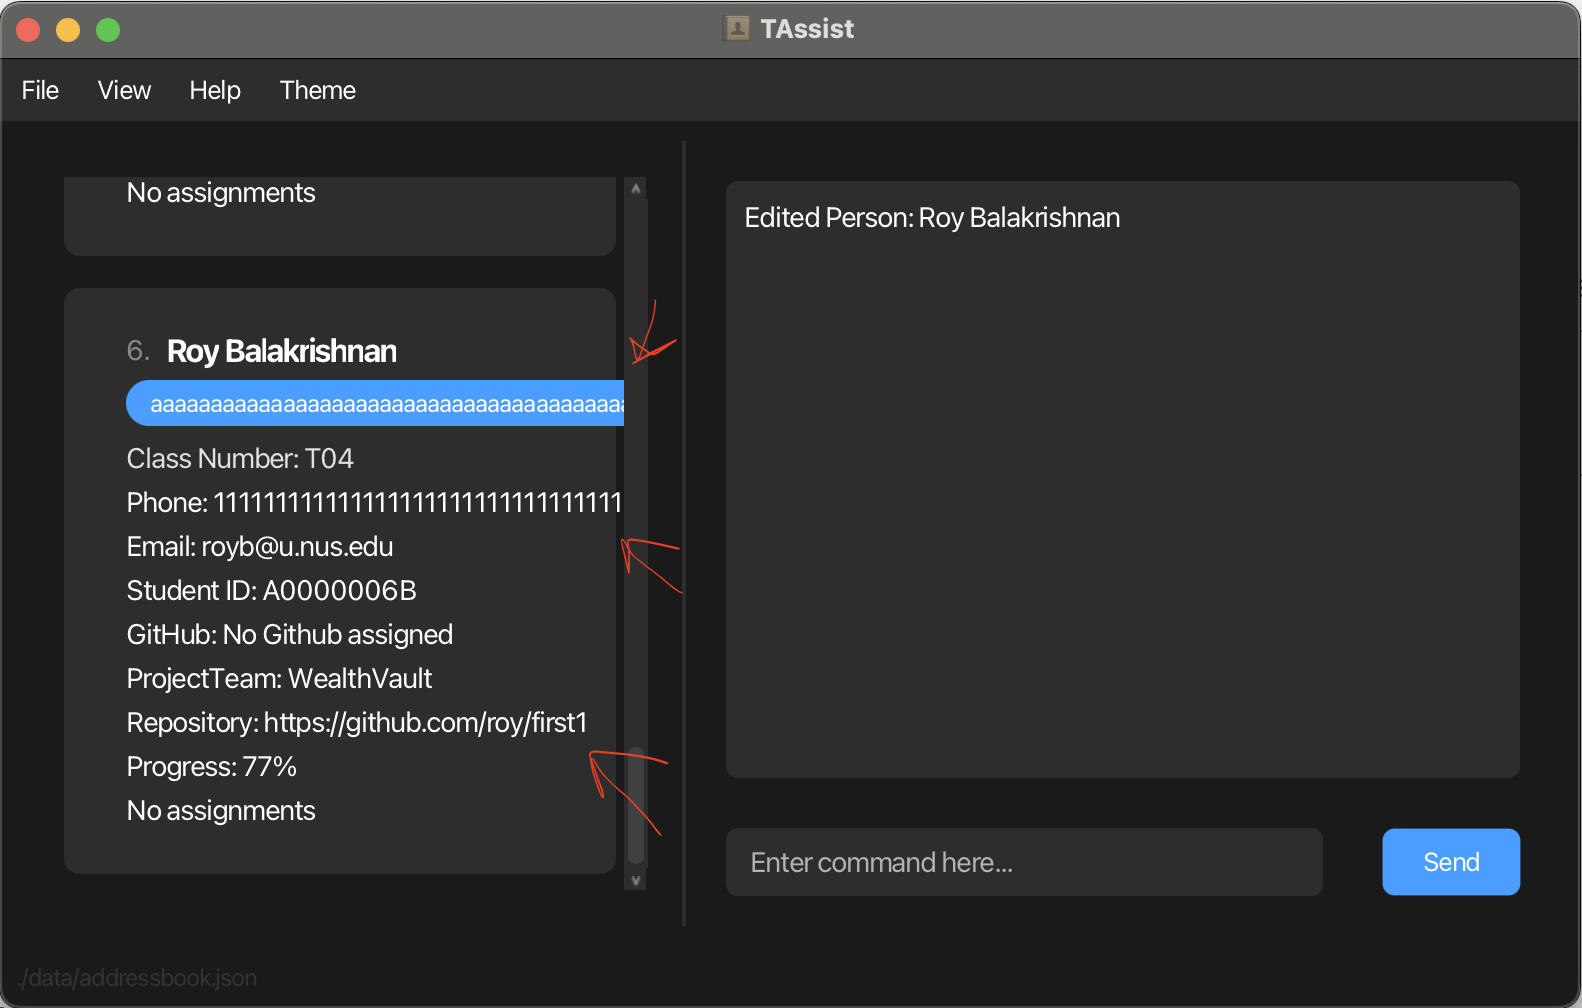 TAssist
File View Help Theme
No assignments
6. Roy Balakrishnan
aaaaaaaaaaaaaaaaaaaaaaaaaaaaaaaaaaaaaaaa
Class Number: T04
Phone: 111111111111111111111111111111111
Email: royb@u.nus.edu
Student ID: A0000006B
GitHub: No Github assigned
ProjectTeam: WealthVault
Repository: https://github.com/roy/first1
Progress: 77%
No assignments
Edited Person: Roy Balakrishnan
Enter command here...
Send
./data/addressbook.json